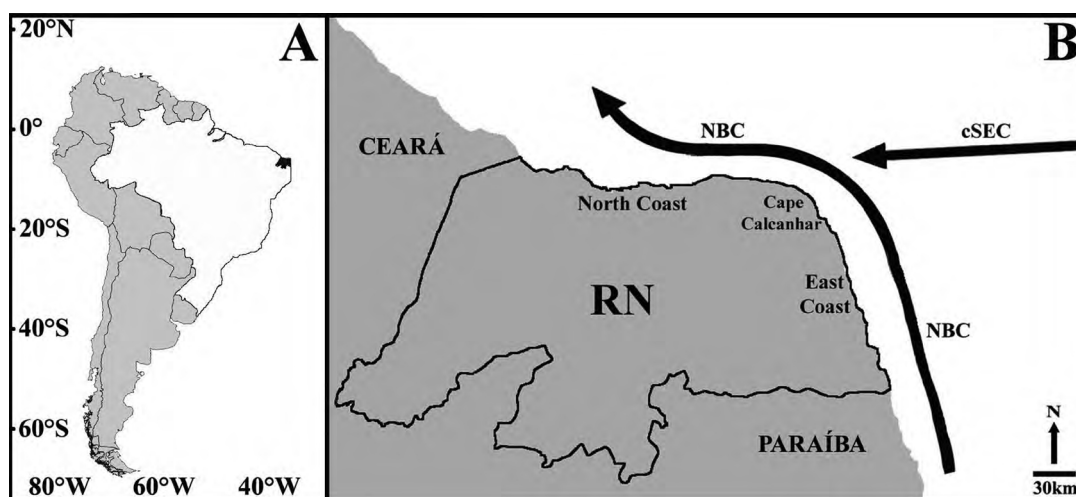 20°N
A
0°
20°S
40°S
60°S
80°W 60°W 40°W
B
NBC
cSEC
CEARÁ
North Coast
Cape
Calcanhar
East
Coast
RN
NBC
PARAÍBA
N
30km